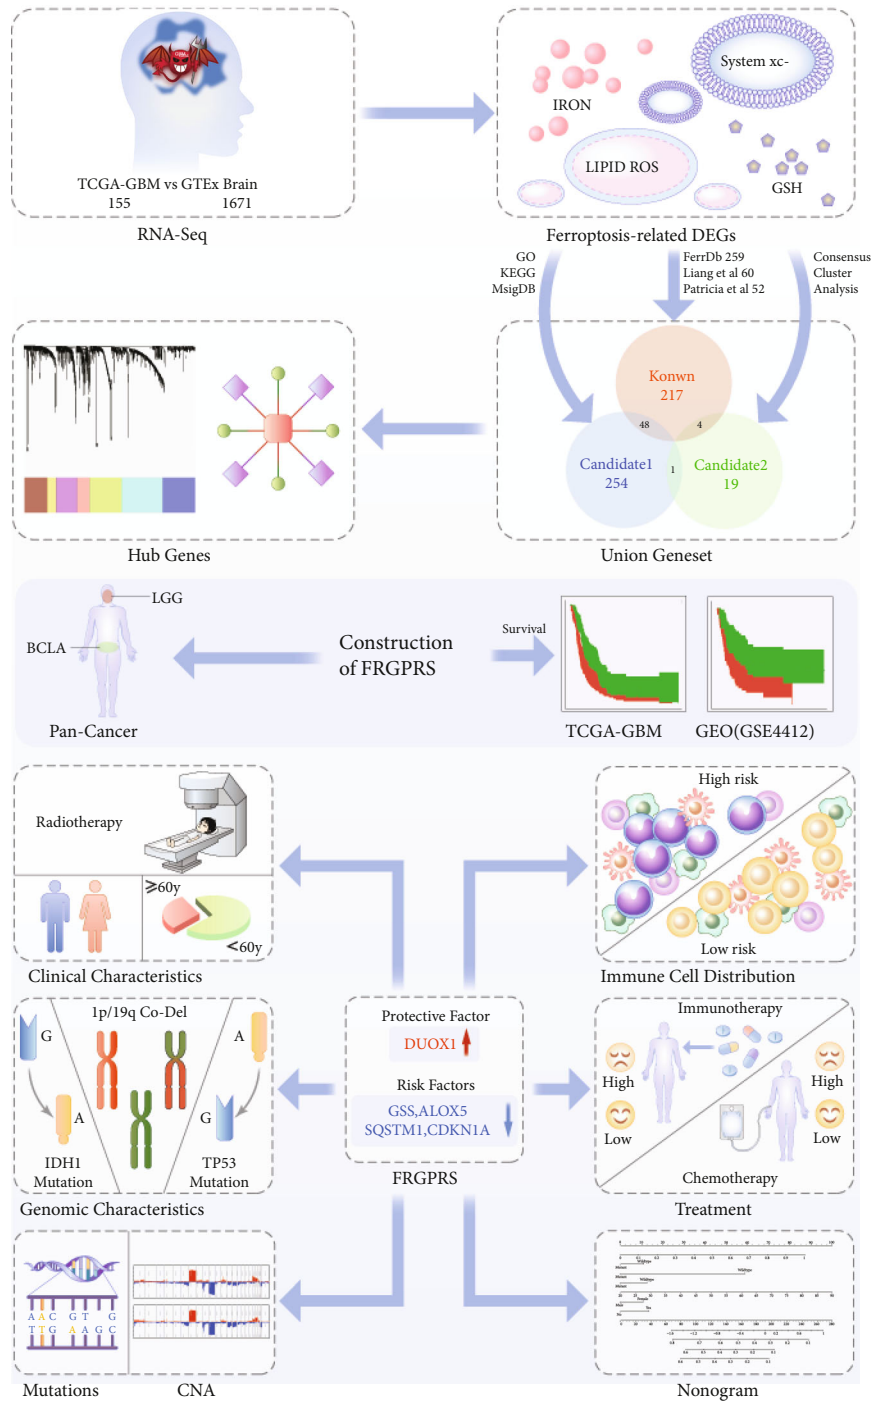 GBM
TCGA-GBM vs GTEx Brain
155 1671
RNA-Seq
System xc-
IRON
LIPID ROS
GSH
Ferroptosis-related DEGs
GO
KEGG
MsigDB
FerrDb 259
Liang et al 60
Patricia et al 52
Consensus
Cluster
Analysis
Konwn
217
48
4
Candidate1
254
1
Candidate2
19
Union Geneset
Hub Genes
LGG
BCLA
Pan-Cancer
Construction
of FRGPRS
Survival
TCGA-GBM
GEO(GSE4412)
Radiotherapy
⩾60y
<60y
Clinical Characteristics
High risk
Low risk
Immune Cell Distribution
1p/19q Co-Del
G
A
IDH1
Mutation
A
G
TP53
Mutation
Genomic Characteristics
Protective Factor
DUOX1
Risk Factors
GSS,ALOX5
SQSTM1,CDKN1A
FRGPRS
Immunotherapy
High
Low
High
Low
Chemotherapy
Treatment
A A C G T G
T T G A A G C
Mutations
CNA
Nonogram